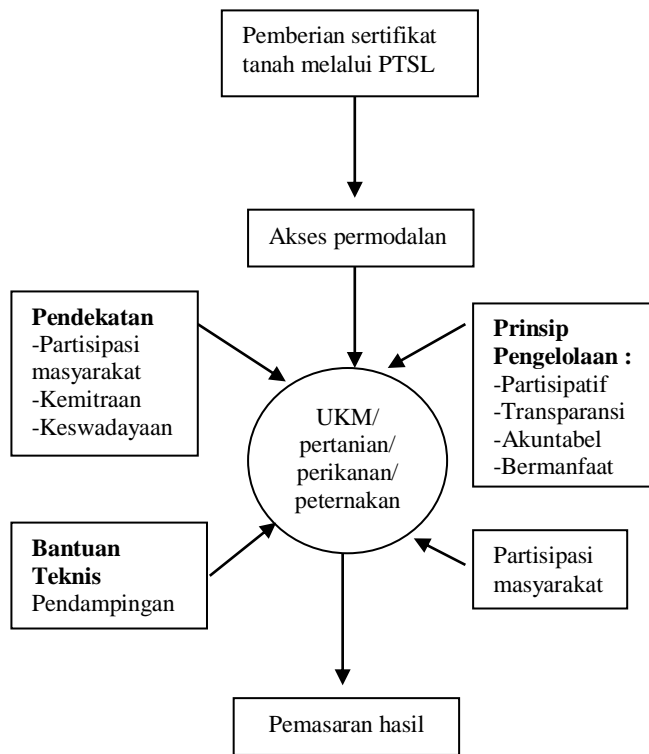 Pemberian sertifikat
tanah melalui PTSL
Akses permodalan
Pendekatan
-Partisipasi
masyarakat
-Kemitraan
-Keswadayaan
Prinsip
Pengelolaan :
-Partisipatif
-Transparansi
-Akuntabel
-Bermanfaat
UKM/
pertanian/
perikanan/
peternakan
Bantuan
Teknis
Pendampingan
Partisipasi
masyarakat
Pemasaran hasil